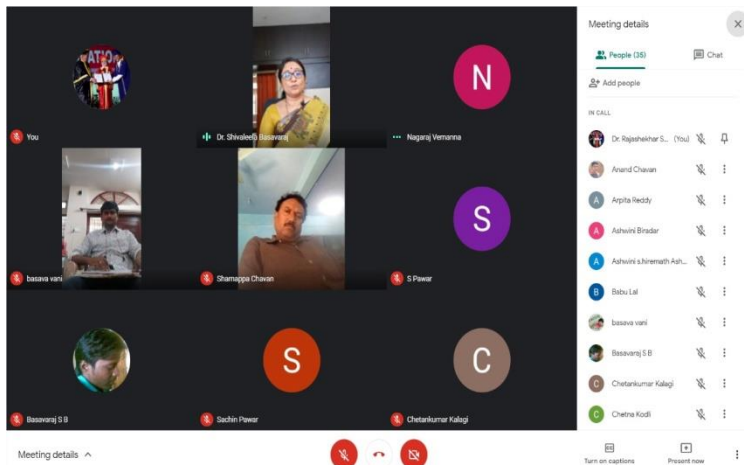 You
Dr. Shivaleela Basavaraj
N
Nagaraj Vemanna
basava vani
Shamappa Chavan
S
S Pawar
Basavaraj S B
S
Sachin Pawar
C
Chetankumar Kalagi
Meeting details
Meeting details
People (35)
Chat
Add people
IN CALL
Dr. Rajashekhar S... (You)
Anand Chavan
A Arpita Reddy
A Ashwini Biradar
A Ashwini s.hiremath Ash...
B Babu Lal
basava vani
Basavaraj S B
C Chetankumar Kalagi
C Chetna Kodli
Turn on captions
Present now